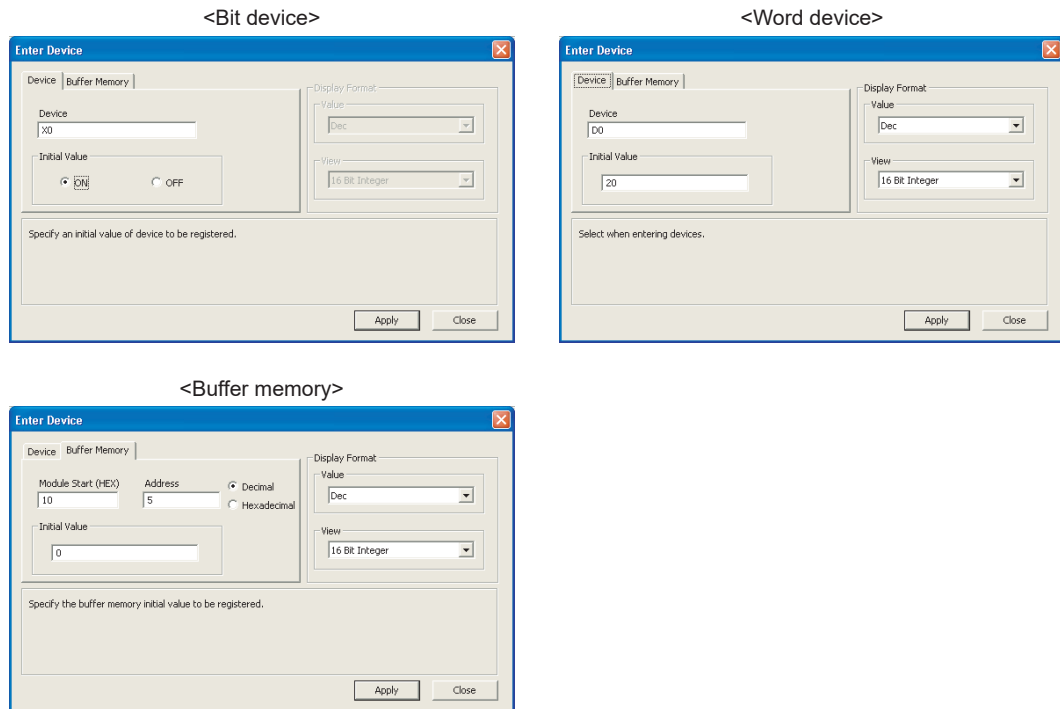 <Bit device>
Enter Device
Device Buffer Memory
Device
X0
Initial Value
ON OFF
Display Format
Value
Dec
View
16 Bit Integer
Specify an initial value of device to be registered.
Apply Close
<Word device>
Enter Device
Device Buffer Memory
Device
D0
Initial Value
20
Display Format
Value
Dec
View
16 Bit Integer
Select when entering devices.
Apply Close
<Buffer memory>
Enter Device
Device Buffer Memory
Module Start (HEX) Address
10 5
Decimal
Hexadecimal
Initial Value
0
Display Format
Value
Dec
View
16 Bit Integer
Specify the buffer memory initial value to be registered.
Apply Close